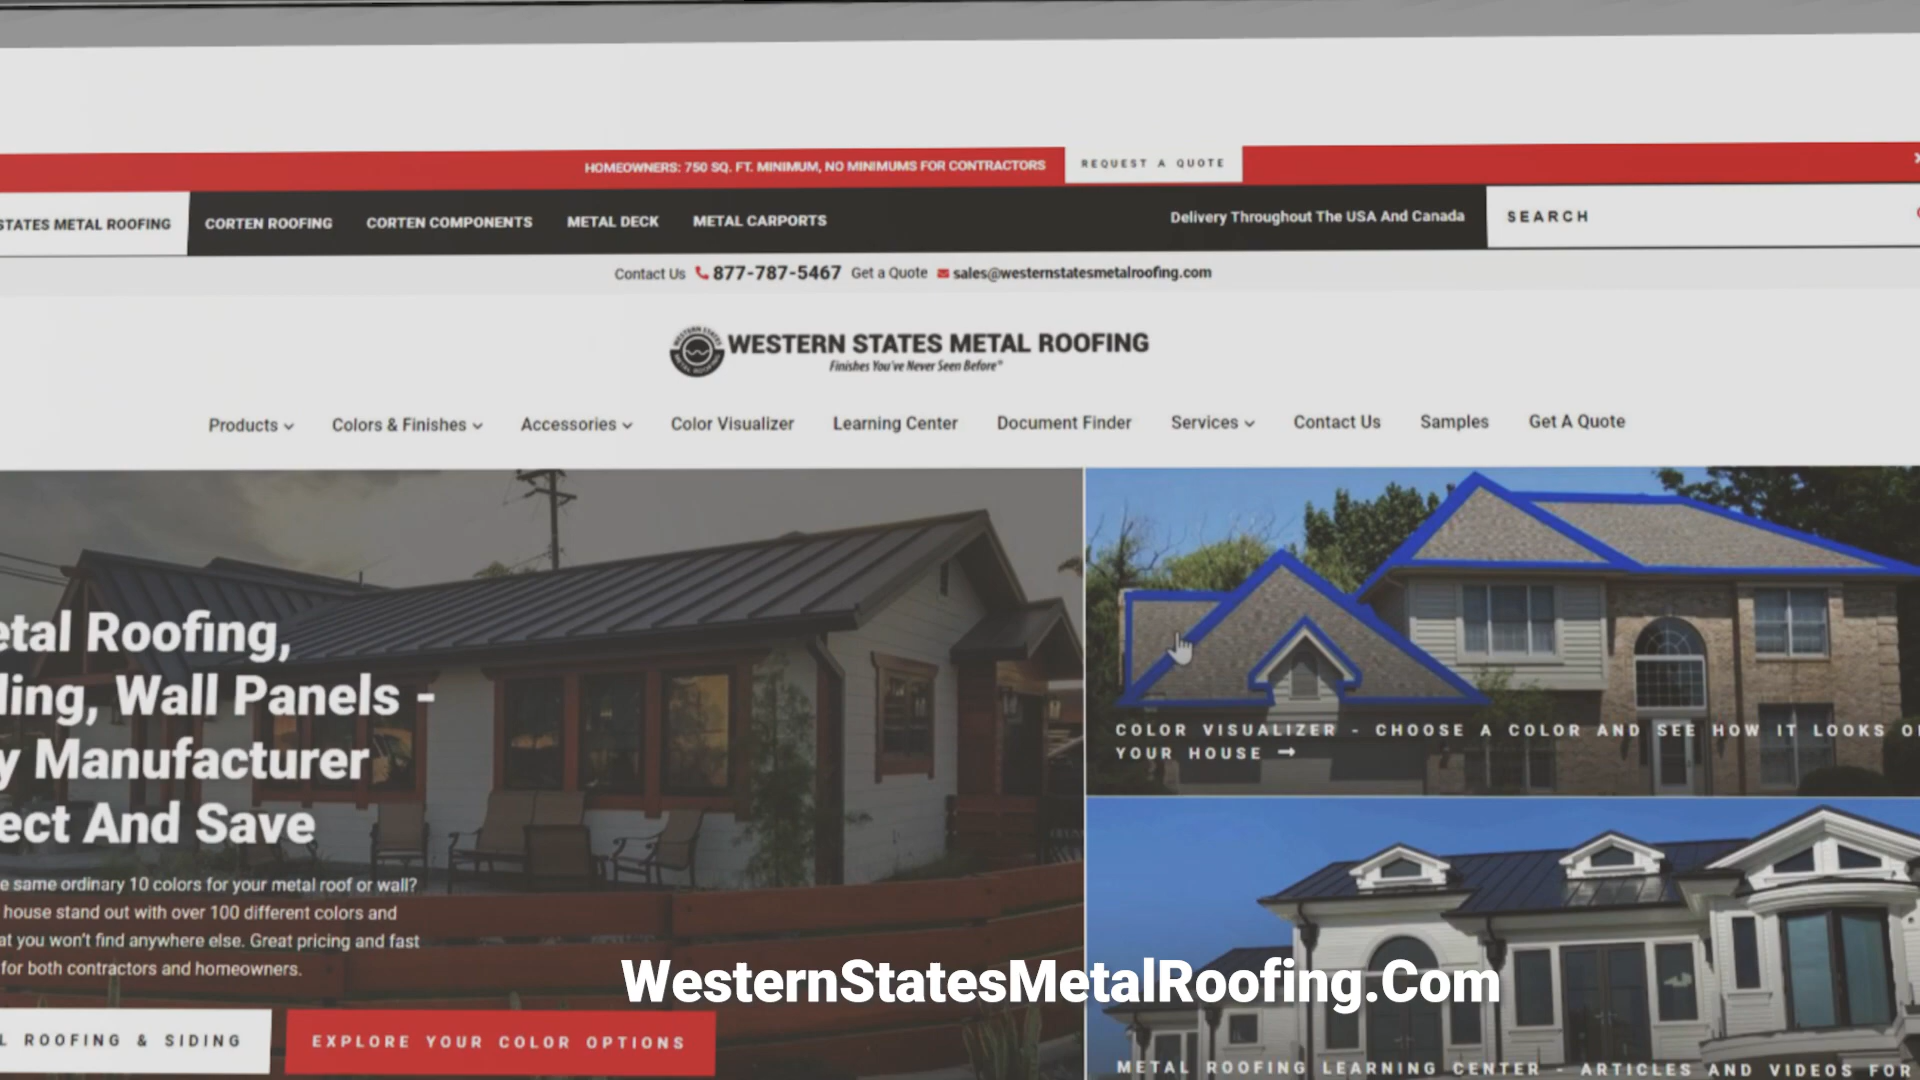 HOMEOWNERS: 750 SQ. FT. MINIMUM, NO MINIMUMS FOR CONTRACTORS
REQUEST A QUOTE
STATES METAL ROOFING
CORTEN ROOFING
CORTEN COMPONENTS
METAL DECK
METAL CARPORTS
Delivery Throughout The USA And Canada
SEARCH
Contact Us 877-787-5467 Get a Quote sales@westernstatesmetalroofing.com
WESTERN STATES METAL ROOFING
Finishes You've Never Seen Before®
Products
Colors & Finishes
Accessories
Color Visualizer
Learning Center
Document Finder
Services
Contact Us
Samples
Get A Quote
etal Roofing,
ling, Wall Panels -
y Manufacturer
ect And Save
e same ordinary 10 colors for your metal roof or wall?
house stand out with over 100 different colors and
at you won't find anywhere else. Great pricing and fast
for both contractors and homeowners.
L ROOFING & SIDING
EXPLORE YOUR COLOR OPTIONS
COLOR VISUALIZER - CHOOSE A COLOR AND SEE HOW IT LOOKS O
YOUR HOUSE →
WesternStatesMetalRoofing.Com
METAL ROOFING LEARNING CENTER - ARTICLES AND VIDEOS FOR